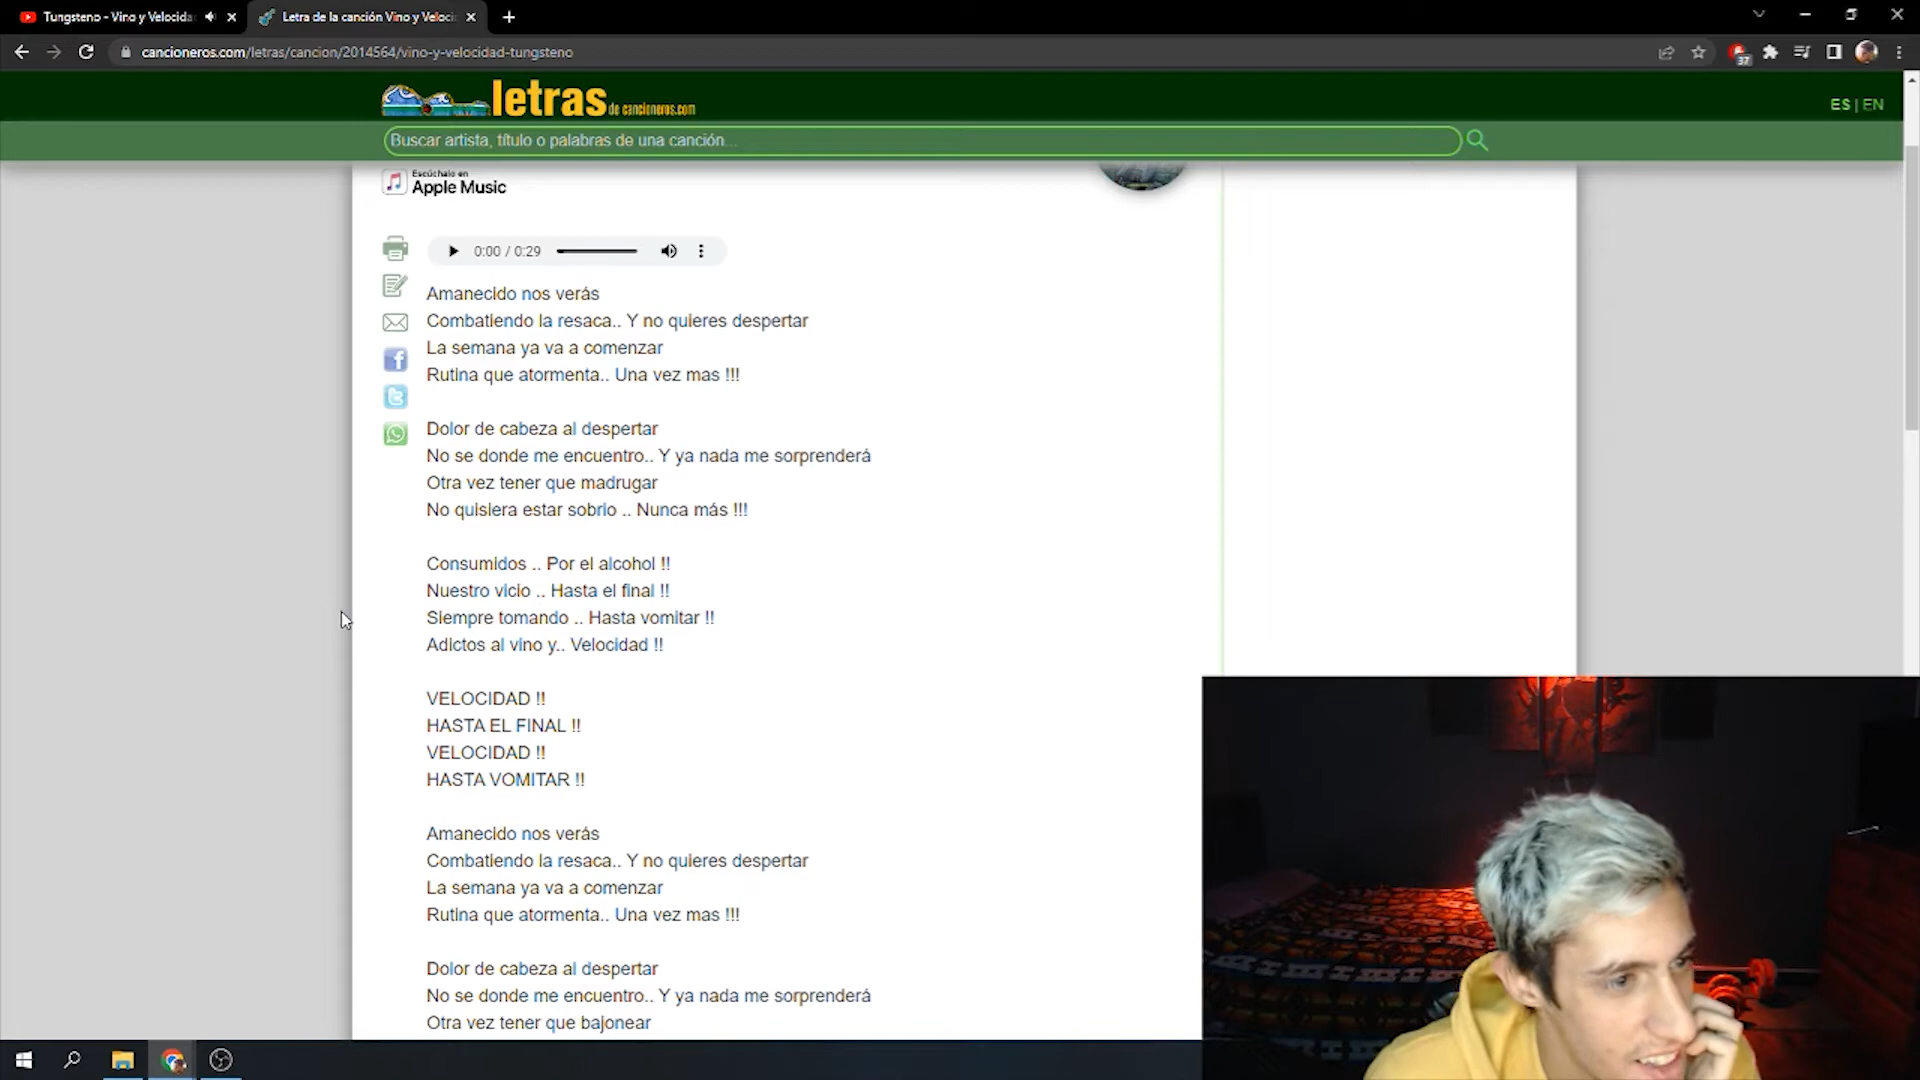 Tungsteno - Vino y Velocida
Letra de la canción Vino y Veloci
cancioneros.com/letras/cancion/2014564/vino-y-velocidad-tungsteno
37
letras de cancioneros.com
ES | EN
Buscar artista, título o palabras de una canción...
Escúchalo en
Apple Music
0:00 / 0:29
Amanecido nos verás
Combatiendo la resaca.. Y no quieres despertar
La semana ya va a comenzar
Rutina que atormenta.. Una vez mas !!!
Dolor de cabeza al despertar
No se donde me encuentro.. Y ya nada me sorprenderá
Otra vez tener que madrugar
No quisiera estar sobrio .. Nunca más !!!
Consumidos .. Por el alcohol !!
Nuestro vicio .. Hasta el final !!
Siempre tomando .. Hasta vomitar !!
Adictos al vino y.. Velocidad !!
VELOCIDAD !!
HASTA EL FINAL !!
VELOCIDAD !!
HASTA VOMITAR !!
Amanecido nos verás
Combatiendo la resaca.. Y no quieres despertar
La semana ya va a comenzar
Rutina que atormenta.. Una vez mas !!!
Dolor de cabeza al despertar
No se donde me encuentro.. Y ya nada me sorprenderá
Otra vez tener que bajonear